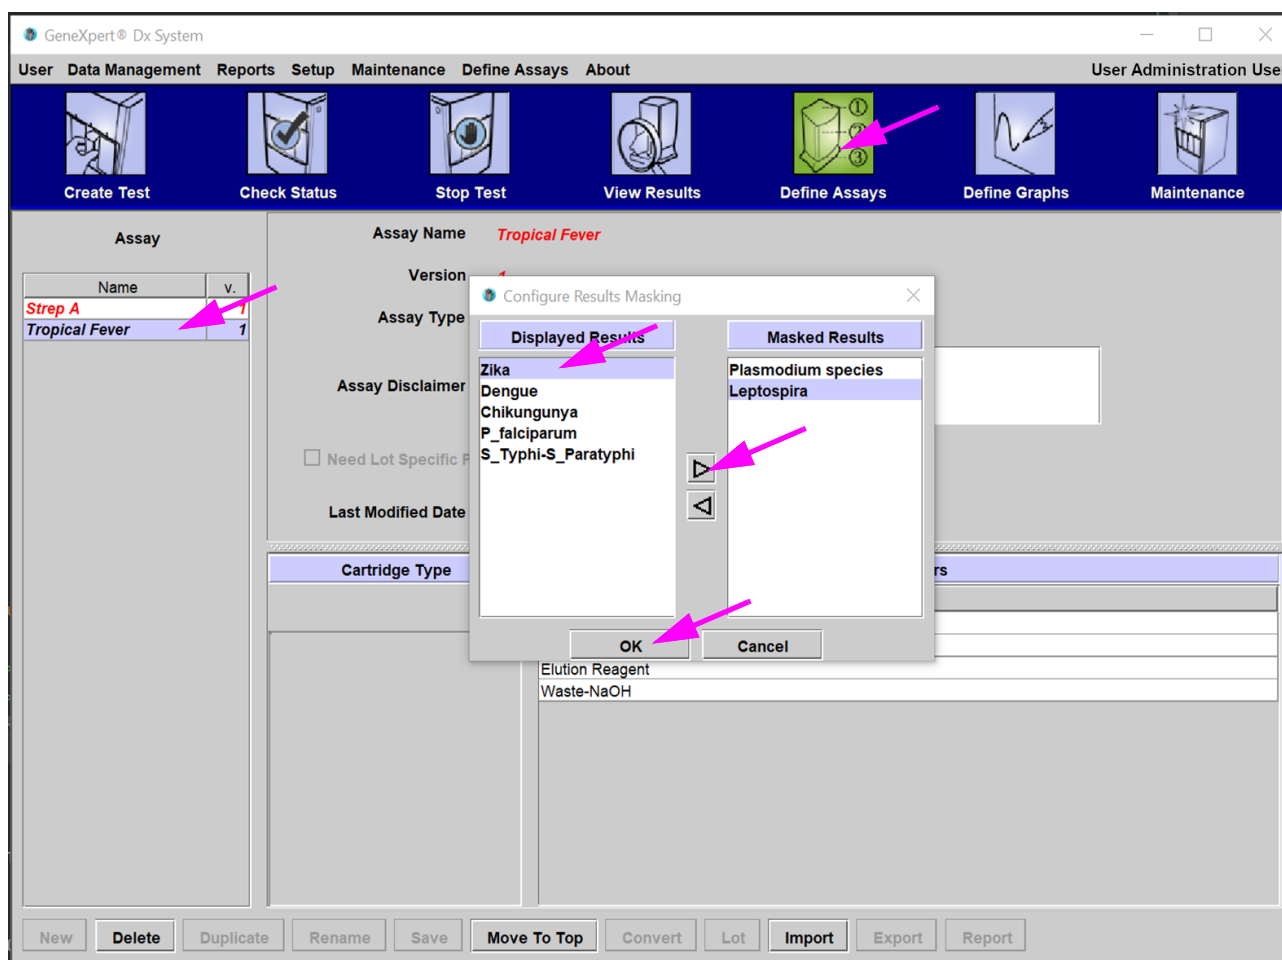 GeneXpert® Dx System
User Data Management Reports Setup Maintenance Define Assays About
User Administration Use
① ② ③
Create Test Check Status Stop Test View Results Define Assays Define Graphs Maintenance
Assay
Name v.
Strep A 1
Tropical Fever 1
Assay Name Tropical Fever
Version
Assay Type
Assay Disclaimer
Need Lot Specific
Last Modified Date
Configure Results Masking
Displayed Results
Zika
Dengue
Chikungunya
P_falciparum
S_Typhi-S_Paratyphi
Masked Results
Plasmodium species
Leptospira
OK Cancel
Cartridge Type
rs
Elution Reagent
Waste-NaOH
New Delete Duplicate Rename Save Move To Top Convert Lot Import Export Report